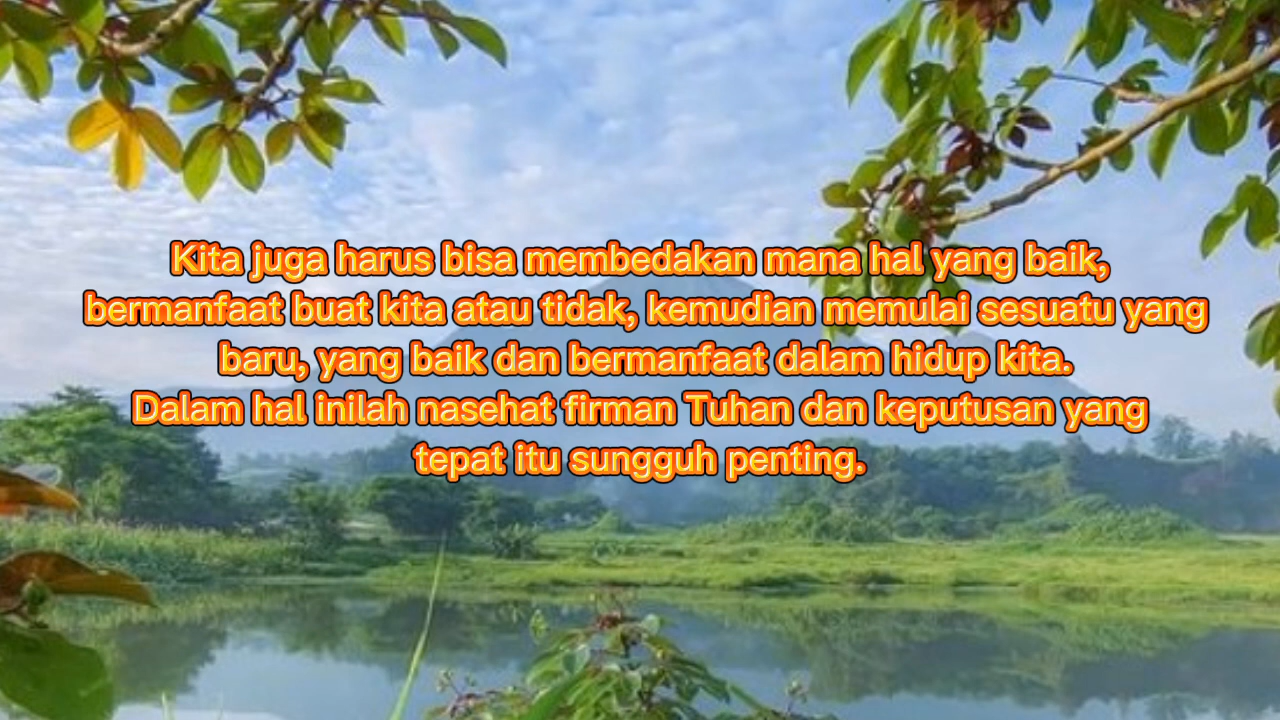 Kita juga harus bisa membedakan mana hal yang baik,
bermanfaat buat kita atau tidak, kemudian memulai sesuatu yang
baru, yang baik dan bermanfaat dalam hidup kita.
Dalam hal inilah nasehat firman Tuhan dan keputusan yang
tepat itu sungguh penting.